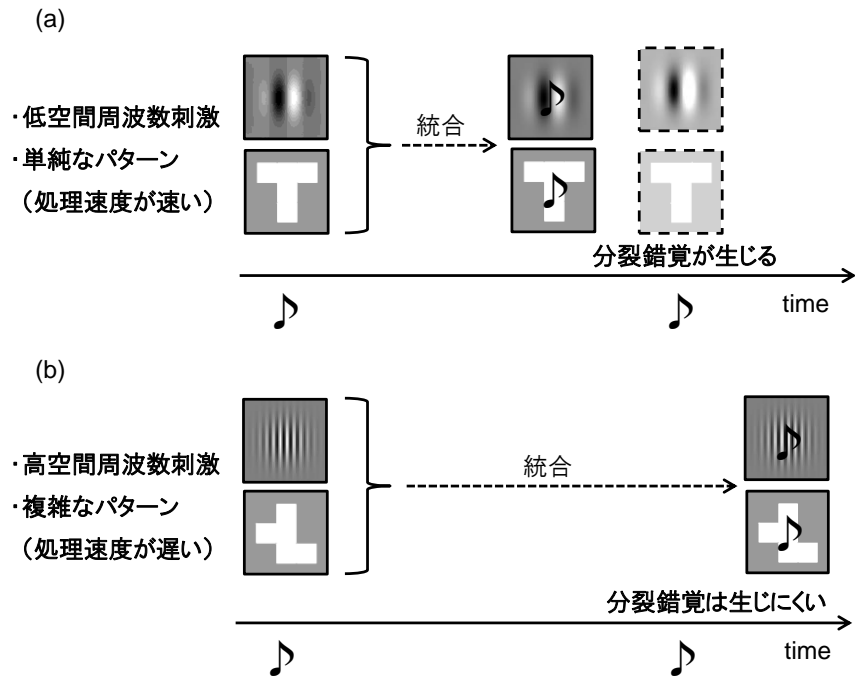 (a)
・低空間周波数刺激
・単純なパターン
（処理速度が速い）
統合
T
♪
T
♪
T
分裂錯覚が生じる
♪
♪
time
(b)
・高空間周波数刺激
・複雑なパターン
（処理速度が遅い）
統合
♪
♪
分裂錯覚は生じにくい
♪
♪
time